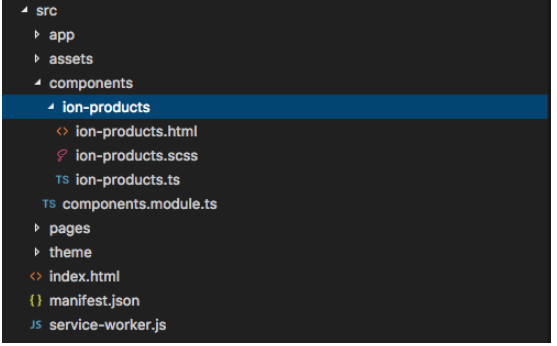 src
app
assets
components
ion-products
<> ion-products.html
ion-products.scss
TS ion-products.ts
TS components.module.ts
pages
theme
<> index.html
{} manifest.json
JS service-worker.js